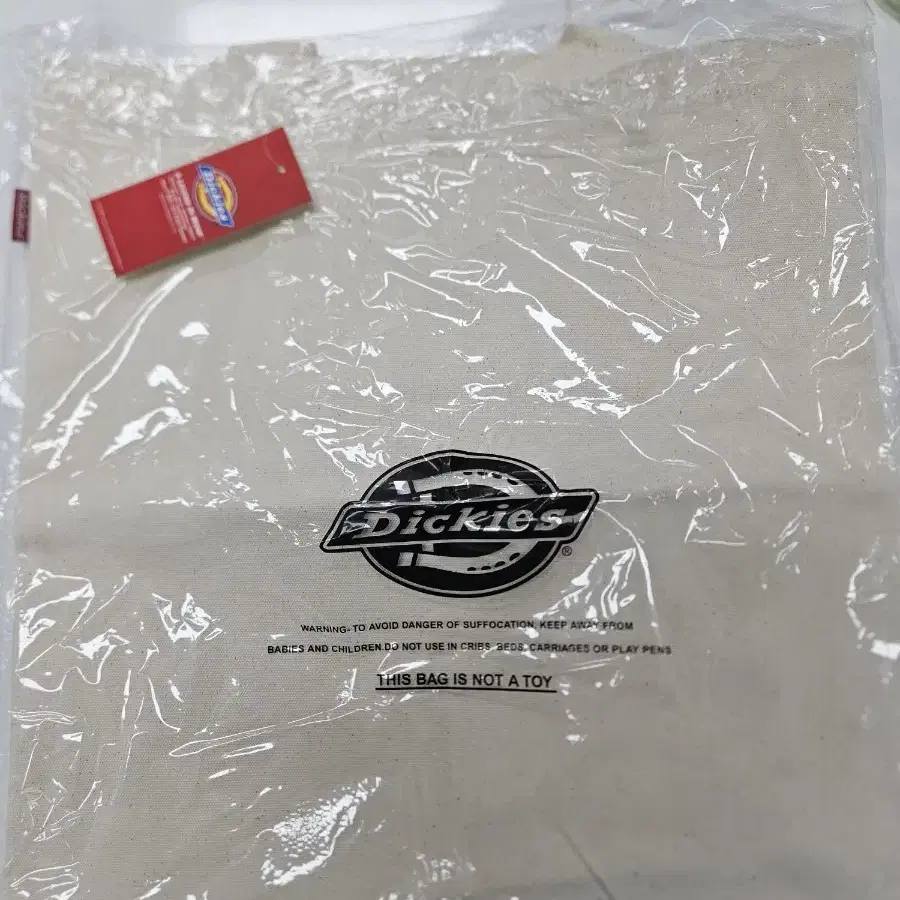 Dickies
Dickies
®
WARNING- TO AVOID DANGER OF SUFFOCATION, KEEP AWAY FROM
BABIES AND CHILDREN.DO NOT USE IN CRIBS, BEDS, CARRIAGES OR PLAY PENS
THIS BAG IS NOT A TOY